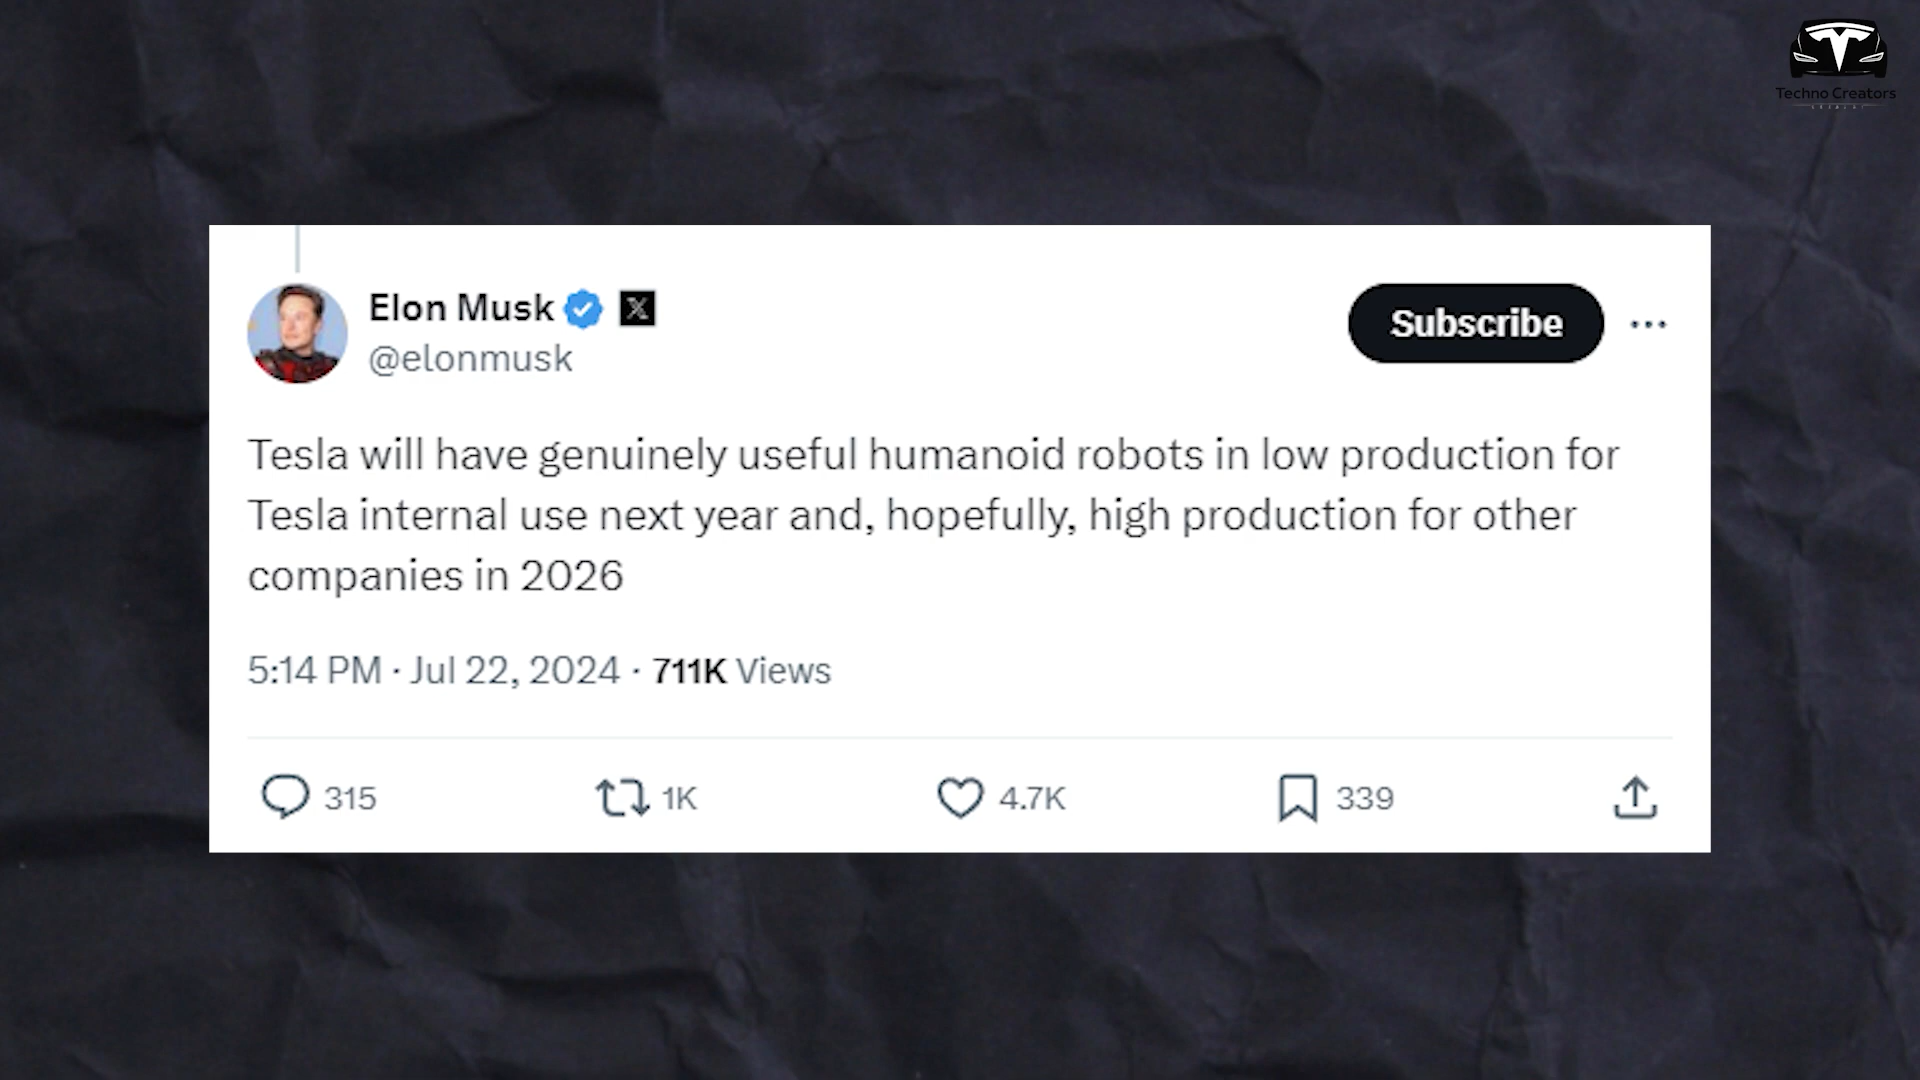 Techno Creators
Elon Musk
@elonmusk
Subscribe
Tesla will have genuinely useful humanoid robots in low production for
Tesla internal use next year and, hopefully, high production for other
companies in 2026
5:14 PM · Jul 22, 2024 · 711K Views
315 1K 4.7K 339